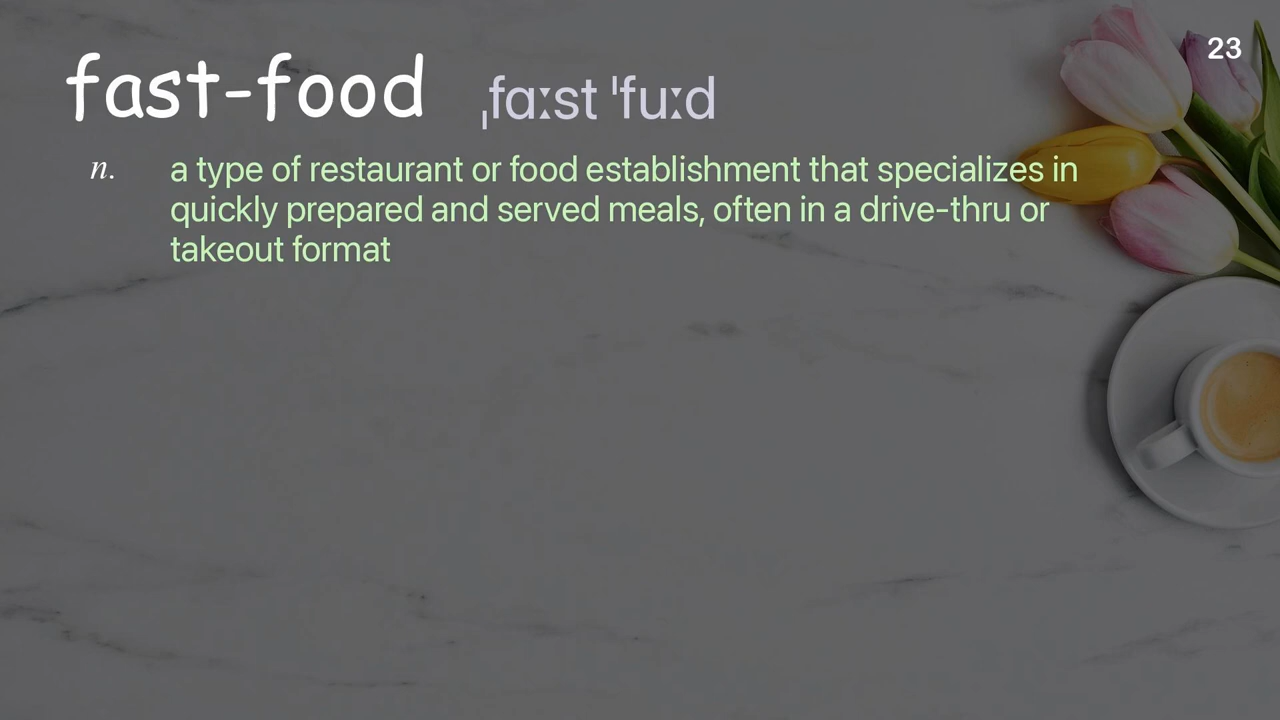 23
fast-food ˌfɑːst ˈfuːd
n. a type of restaurant or food establishment that specializes in
quickly prepared and served meals, often in a drive-thru or
takeout format